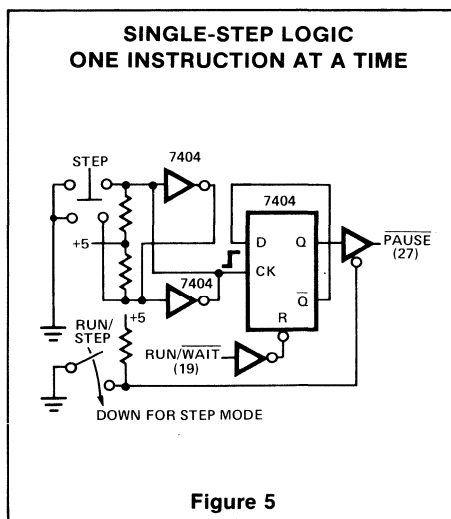 SINGLE-STEP LOGIC
ONE INSTRUCTION AT A TIME
STEP
7404
7404
+5
D
Q
CK
PAUSE
(27)
7404
Q
R
RUN/
STEP
+5
RUN/WAIT
(19)
DOWN FOR STEP MODE
Figure 5